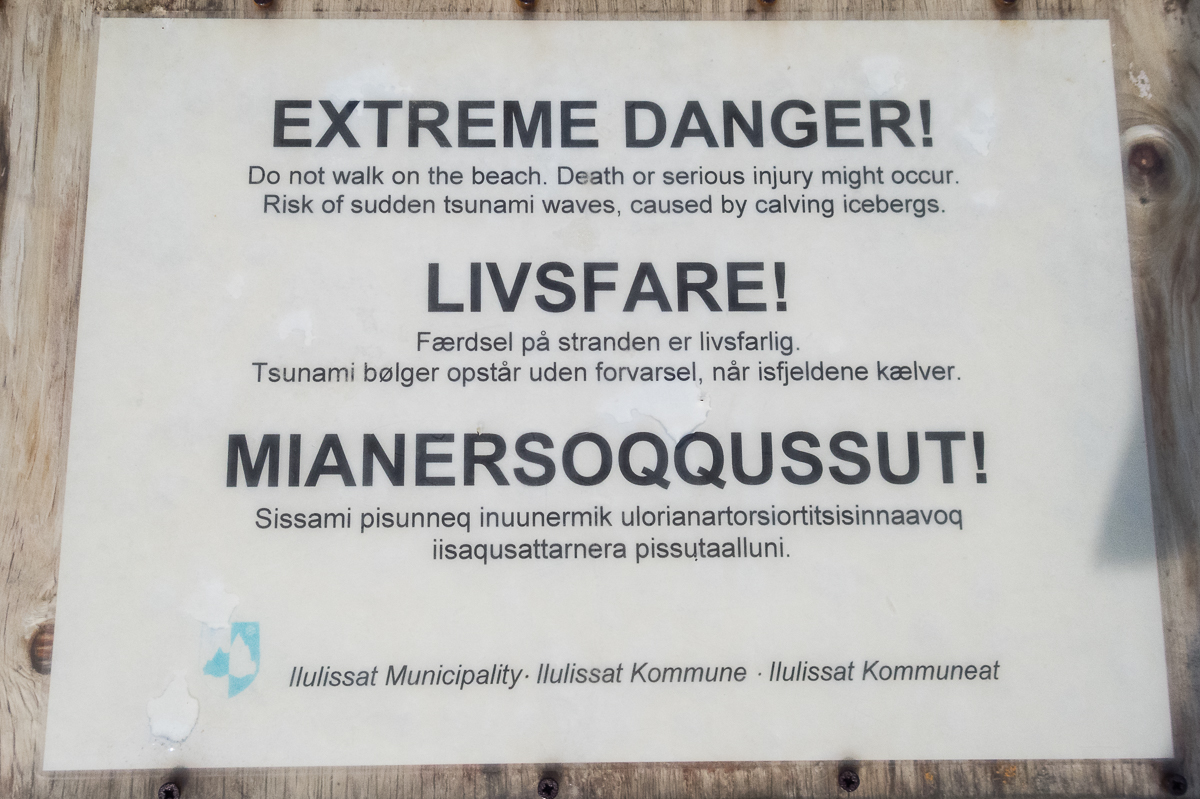 EXTREME DANGER!
Do not walk on the beach. Death or serious injury might occur.
Risk of sudden tsunami waves, caused by calving icebergs.
LIVSFARE!
Færdsel på stranden er livsfarlig.
Tsunami bølger opstår uden forvarsel, når isfjeldene kælver.
MIANERSOQQUSSUT!
Sissami pisunneq inuunermik ulorianartorsiortitsisinnaavoq
iisaqusattarnera pissutaalluni.
Ilulissat Municipality · Ilulissat Kommune · Ilulissat Kommuneat